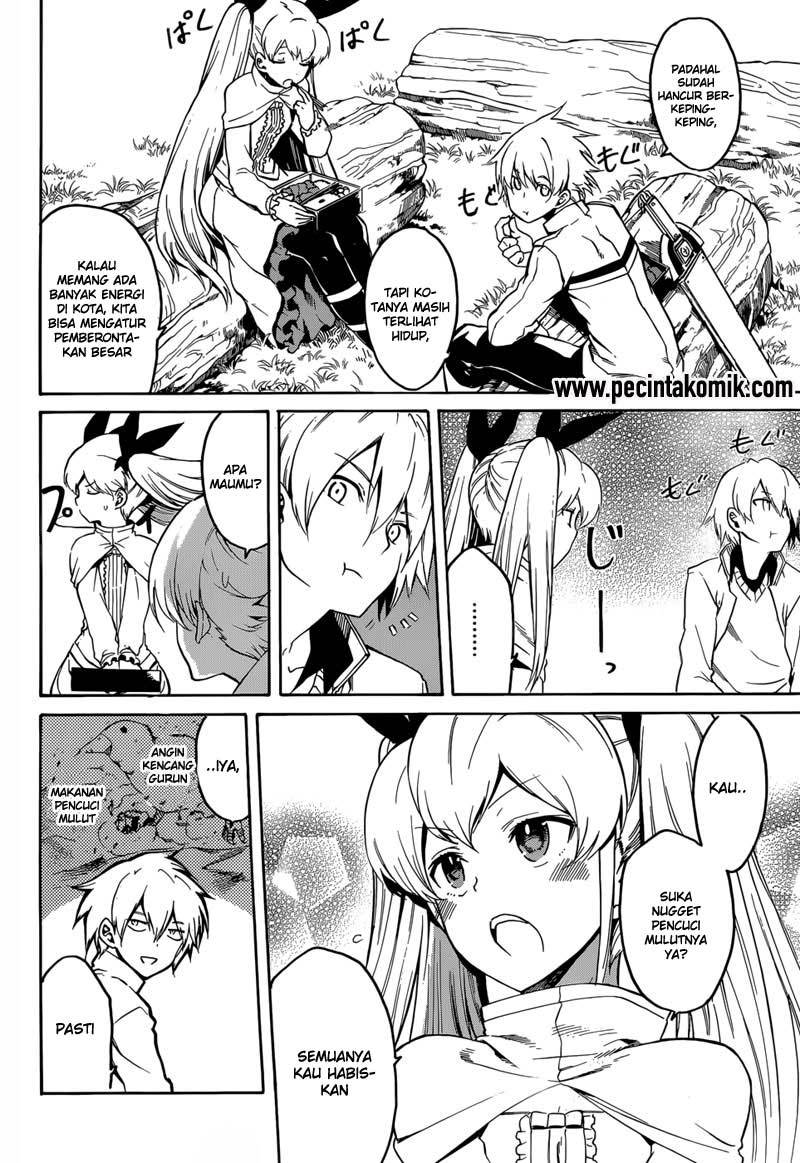 PADAHAL
SUDAH
HANCUR BER-
KEPING-
KEPING,
ぱく
ぱく
もぐ
もぐ
TAPI KO-
TANYA MASIH
TERLIHAT
HIDUP,
KALAU
MEMANG ADA
BANYAK ENERGI
DI KOTA, KITA
BISA MENGATUR
PEMBERONTA-
KAN BESAR
www.pecintakomik.com
もぐ
もぐ
じーっ
..........
APA
MAUMU?
プ
KAU..
SUKA
NUGGET
PENCUCI
MULUTNYA
YA?
SEMUANYA
KAU HABIS-
KAN
..IYA,
ANGIN
KENCANG
GURUN
MAKANAN
PENCUCI
MULUT
PASTI